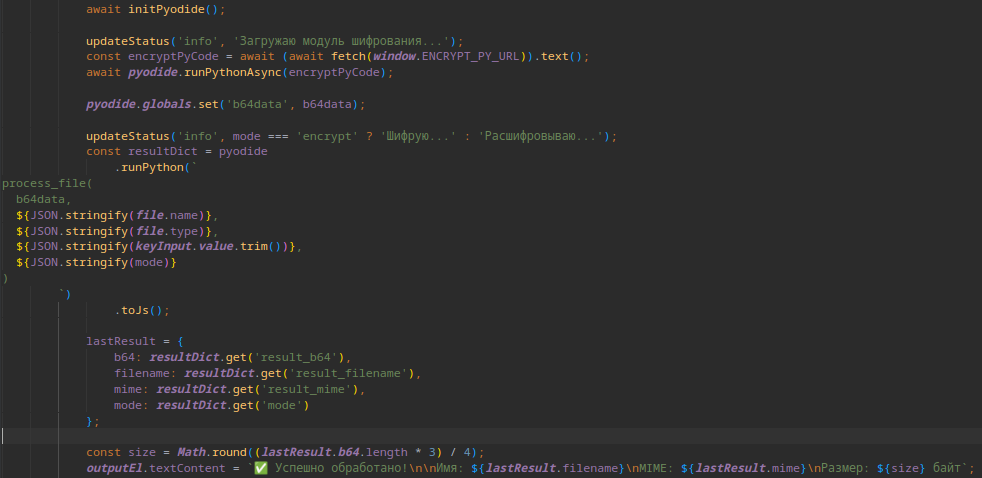 await initPyodide();
updateStatus('info', 'Загружаю модуль шифрования...');
const encryptPyCode = await (await fetch(window.ENCRYPT_PY_URL)).text();
await pyodide.runPythonAsync(encryptPyCode);
pyodide.globals.set('b64data', b64data);
updateStatus('info', mode === 'encrypt' ? 'Шифрую...' : 'Расшифровываю...');
const resultDict = pyodide
.runPython(`
process_file(
b64data,
${JSON.stringify(file.name)},
${JSON.stringify(file.type)},
${JSON.stringify(keyInput.value.trim())},
${JSON.stringify(mode)}
)
`)
.toJs();
lastResult = {
b64: resultDict.get('result_b64'),
filename: resultDict.get('result_filename'),
mime: resultDict.get('result_mime'),
mode: resultDict.get('mode')
};
const size = Math.round((lastResult.b64.length * 3) / 4);
outputEl.textContent = `✅ Успешно обработано!\n\nИмя: ${lastResult.filename}\nMIME: ${lastResult.mime}\nРазмер: ${size} байт`;